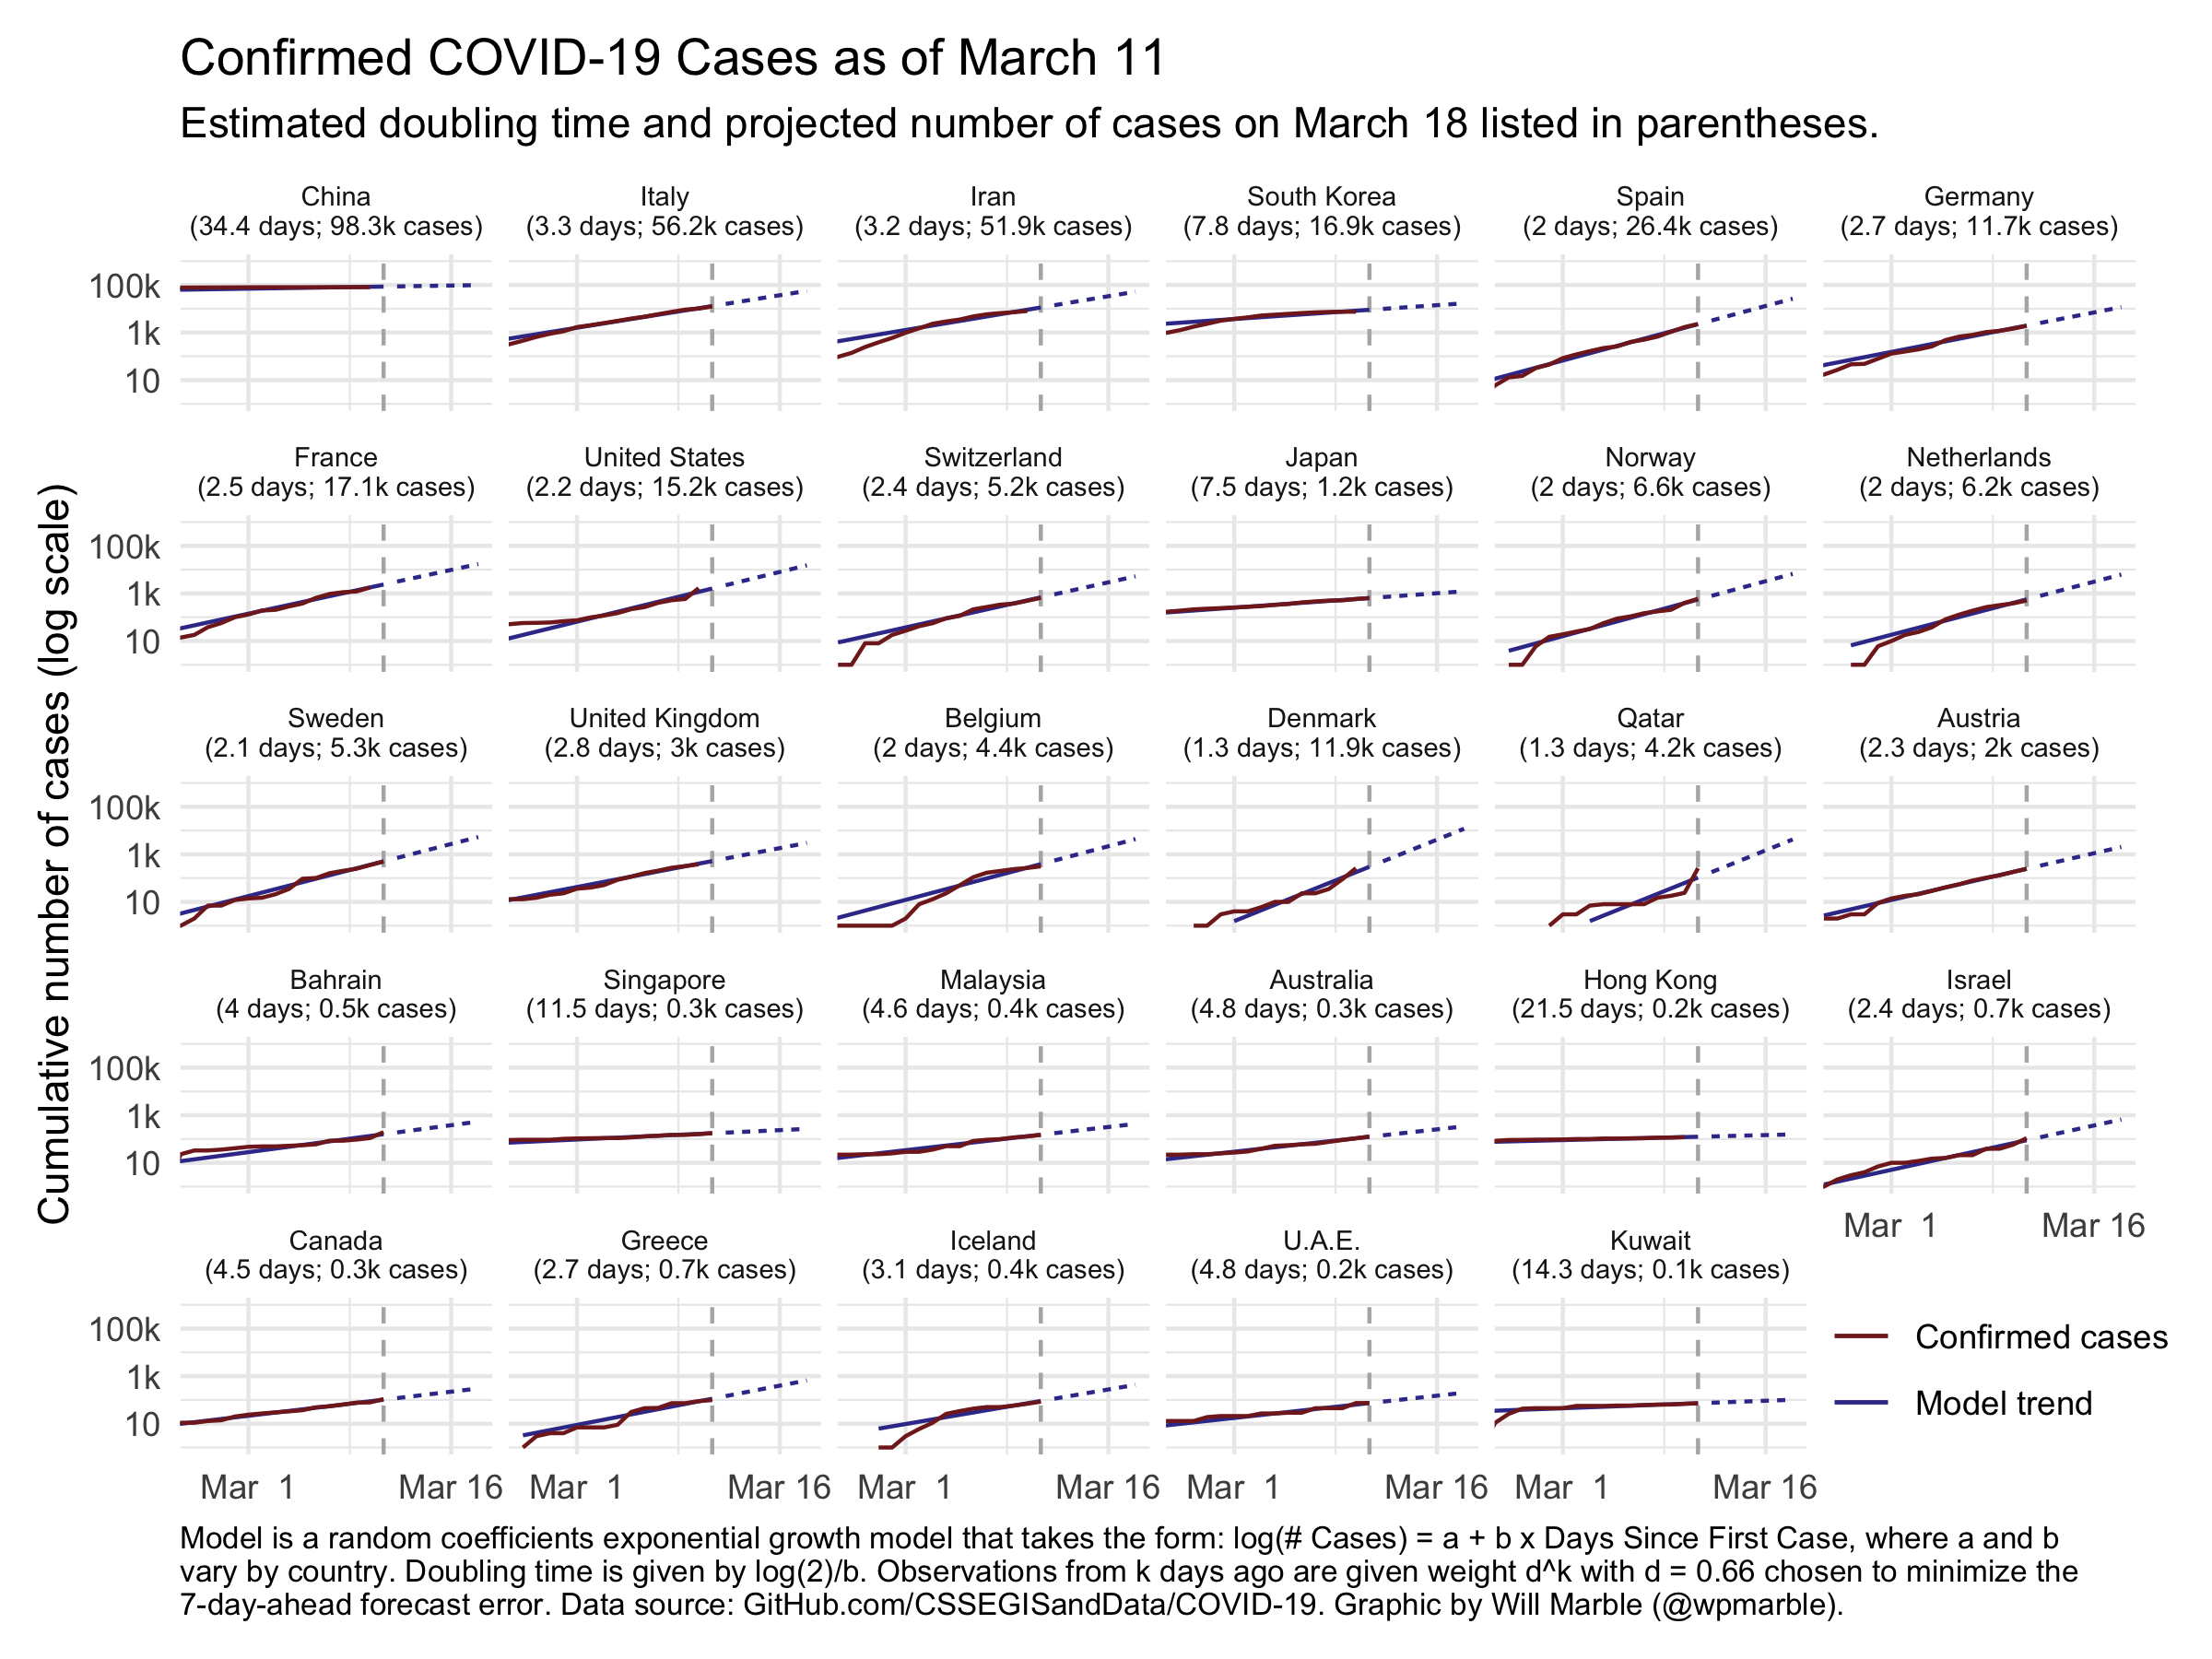 Confirmed COVID-19 Cases as of March 11
Estimated doubling time and projected number of cases on March 18 listed in parentheses.
China
(34.4 days; 98.3k cases)
Italy
(3.3 days; 56.2k cases)
Iran
(3.2 days; 51.9k cases)
South Korea
(7.8 days; 16.9k cases)
Spain
(2 days; 26.4k cases)
Germany
(2.7 days; 11.7k cases)
100k
1k
10
France
(2.5 days; 17.1k cases)
United States
(2.2 days; 15.2k cases)
Switzerland
(2.4 days; 5.2k cases)
Japan
(7.5 days; 1.2k cases)
Norway
(2 days; 6.6k cases)
Netherlands
(2 days; 6.2k cases)
100k
1k
10
Sweden
(2.1 days; 5.3k cases)
United Kingdom
(2.8 days; 3k cases)
Belgium
(2 days; 4.4k cases)
Denmark
(1.3 days; 11.9k cases)
Qatar
(1.3 days; 4.2k cases)
Austria
(2.3 days; 2k cases)
100k
1k
10
Bahrain
(4 days; 0.5k cases)
Singapore
(11.5 days; 0.3k cases)
Malaysia
(4.6 days; 0.4k cases)
Australia
(4.8 days; 0.3k cases)
Hong Kong
(21.5 days; 0.2k cases)
Israel
(2.4 days; 0.7k cases)
100k
1k
10
Mar 1
Mar 16
Canada
(4.5 days; 0.3k cases)
Greece
(2.7 days; 0.7k cases)
Iceland
(3.1 days; 0.4k cases)
U.A.E.
(4.8 days; 0.2k cases)
Kuwait
(14.3 days; 0.1k cases)
100k
1k
10
Mar 1
Mar 16
Mar 1
Mar 16
Mar 1
Mar 16
Mar 1
Mar 16
Mar 1
Mar 16
Confirmed cases
Model trend
Cumulative number of cases (log scale)
Model is a random coefficients exponential growth model that takes the form: log(# Cases) = a + b x Days Since First Case, where a and b
vary by country. Doubling time is given by log(2)/b. Observations from k days ago are given weight d^k with d = 0.66 chosen to minimize the
7-day-ahead forecast error. Data source: GitHub.com/CSSEGISandData/COVID-19. Graphic by Will Marble (@wpmarble).